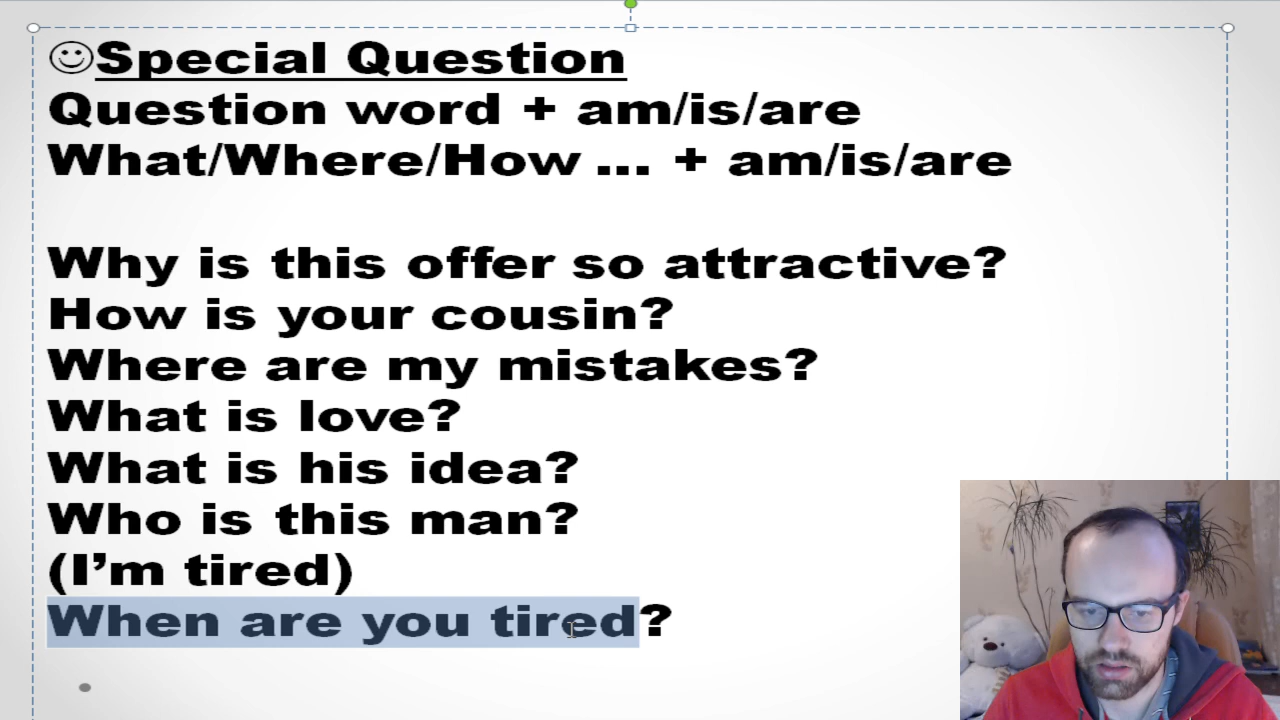 ☺Special Question
Question word + am/is/are
What/Where/How ... + am/is/are
Why is this offer so attractive?
How is your cousin?
Where are my mistakes?
What is love?
What is his idea?
Who is this man?
(I’m tired)
When are you tired?